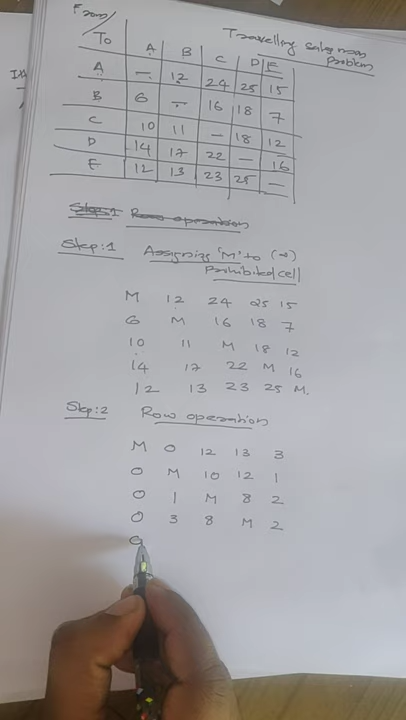 From/ Travelling salesman
To A B C D E problem
A — 12 24 25 15
B 6 - 16 18 7
C 10 11 - 18 12
D 14 17 22 — 16
E 12 13 23 25 —
Step:1 Row operation
Step:1 Assigning 'M' to (∞)
Prohibited cell
M 12 24 25 15
6 M 16 18 7
10 11 M 18 12
14 17 22 M 16
12 13 23 25 M.
Step:2 Row operation
M 0 12 13 3
0 M 10 12 1
0 1 M 8 2
0 3 8 M 2
0